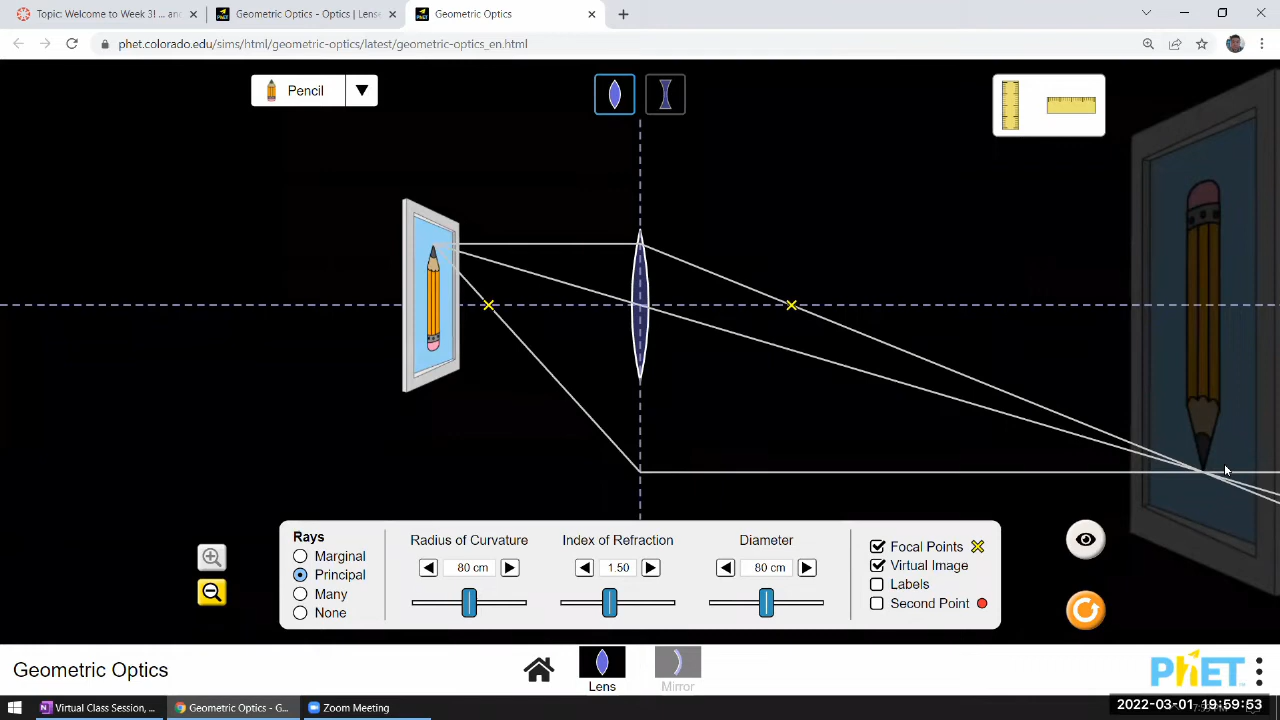 Topic: Welcome to Week 3! ... and
Geometric Optics - Optics | Lense
Geometric Optics
phet.colorado.edu/sims/html/geometric-optics/latest/geometric-optics_en.html
Pencil
Rays
Marginal
Principal
Many
None
Radius of Curvature
80 cm
Index of Refraction
1.50
Diameter
80 cm
Focal Points
Virtual Image
Labels
Second Point
Geometric Optics
Lens
Mirror
PhET
Virtual Class Session, ...
Geometric Optics - G...
Zoom Meeting
2022-03-01 19:59:53